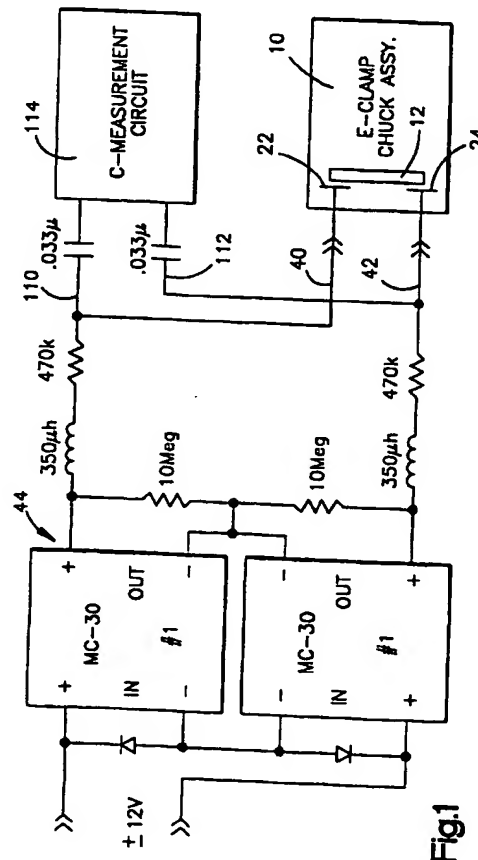 Fig.1
± 12V
44
MC-30
#1
+
IN
−
+
OUT
−
MC-30
#1
−
IN
+
−
OUT
+
10Meg
10Meg
350μh
470k
350μh
470k
110
.033μ
.033μ
112
114
C-MEASUREMENT
CIRCUIT
40
42
22
24
10
E-CLAMP
CHUCK ASSY.
12